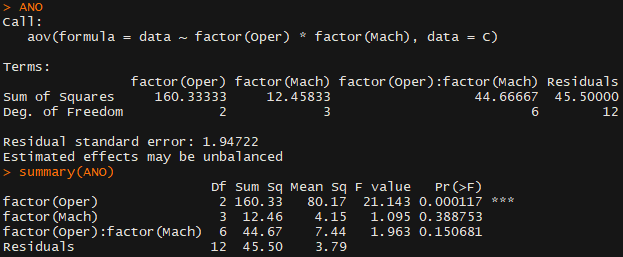 > ANO
Call:
   aov(formula = data ~ factor(Oper) * factor(Mach), data = C)

Terms:
                factor(Oper) factor(Mach) factor(Oper):factor(Mach) Residuals
Sum of Squares     160.33333     12.45833                  44.66667  45.50000
Deg. of Freedom            2            3                         6        12

Residual standard error: 1.94722
Estimated effects may be unbalanced
> summary(ANO)
                          Df Sum Sq Mean Sq F value   Pr(>F)
factor(Oper)               2 160.33   80.17  21.143 0.000117 ***
factor(Mach)               3  12.46    4.15   1.095 0.388753
factor(Oper):factor(Mach)  6  44.67    7.44   1.963 0.150681
Residuals                 12  45.50    3.79